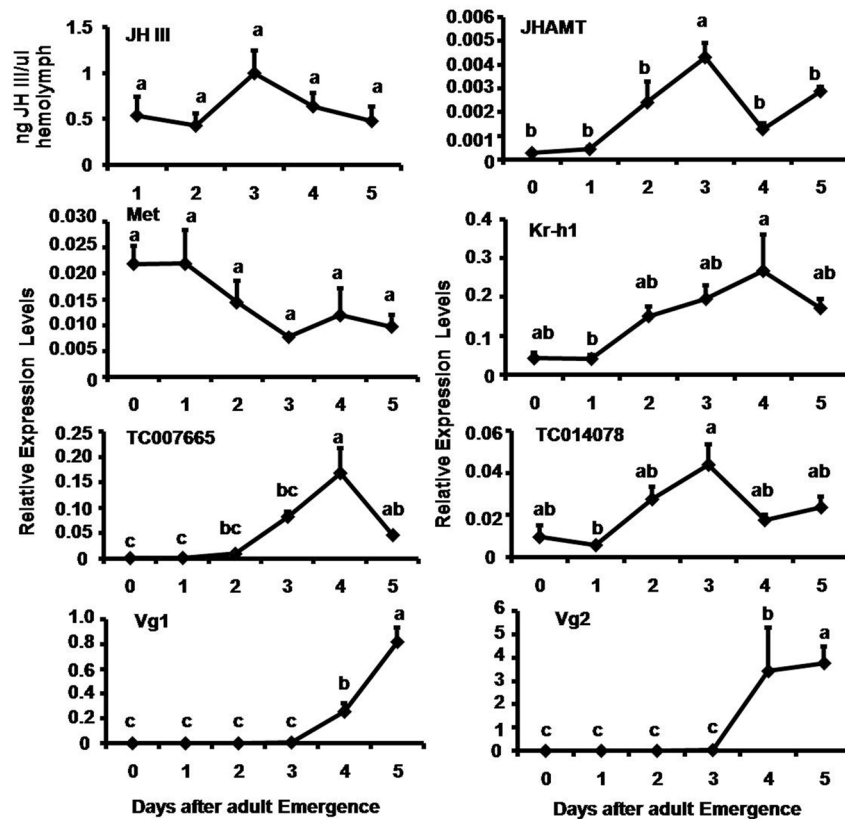 JH III
ng JH III/ul
hemolymph
1.5
1
0.5
0
a
a
a
a
a
1
2
3
4
5
JHAMT
0.006
0.004
0.003
0.001
0
b
b
b
a
b
b
0
1
2
3
4
5
Met
0.030
0.025
0.020
0.015
0.010
0.005
0
a
a
a
a
a
a
0
1
2
3
4
5
Kr-h1
0.4
0.3
0.2
0.1
0
ab
b
ab
ab
a
ab
0
1
2
3
4
5
Relative Expression Levels
Relative Expression Levels
TC007665
0.25
0.20
0.15
0.10
0.05
0
c
c
bc
bc
a
ab
0
1
2
3
4
5
TC014078
0.06
0.04
0.02
0
ab
b
ab
a
ab
ab
0
1
2
3
4
5
Vg1
1.0
0.8
0.6
0.4
0.2
0
c
c
c
c
b
a
0
1
2
3
4
5
Days after adult Emergence
Vg2
6
5
4
3
2
1
0
c
c
c
c
b
a
0
1
2
3
4
5
Days after adult Emergence